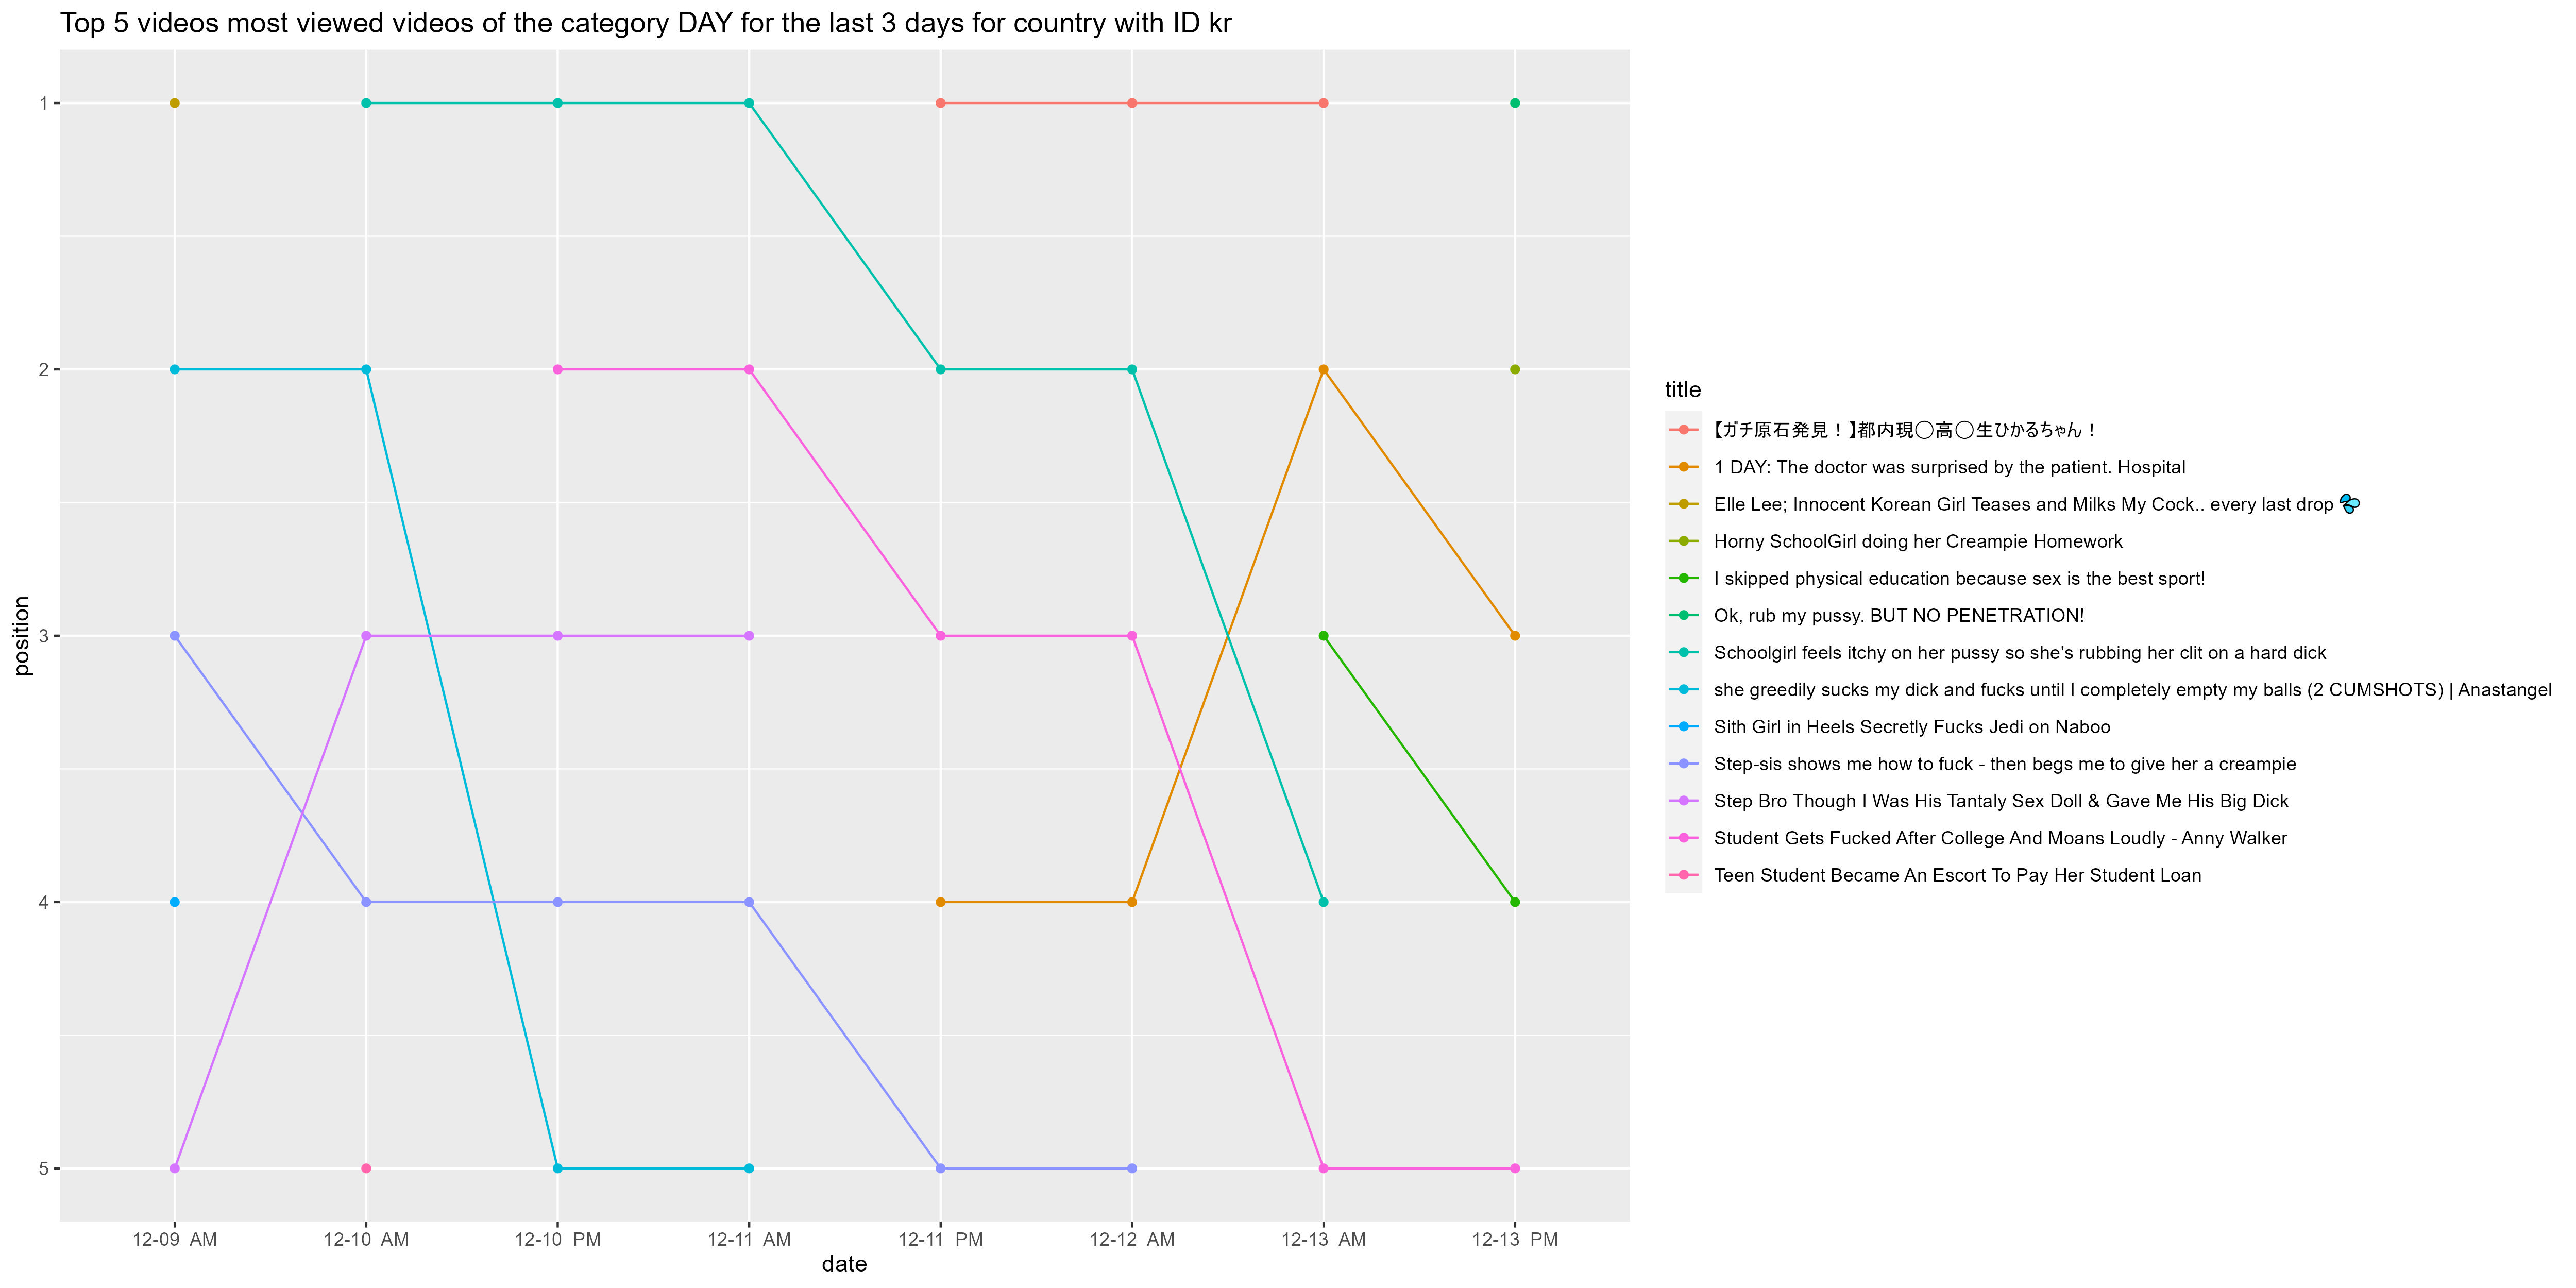 Top 5 videos most viewed videos of the category DAY for the last 3 days for country with ID kr
position
1
2
3
4
5
12-09 AM
12-10 AM
12-10 PM
12-11 AM
12-11 PM
12-12 AM
12-13 AM
12-13 PM
date
title
【ガチ原石発見！】都内現◯高◯生ひかるちゃん！
1 DAY: The doctor was surprised by the patient. Hospital
Elle Lee; Innocent Korean Girl Teases and Milks My Cock.. every last drop 💦
Horny SchoolGirl doing her Creampie Homework
I skipped physical education because sex is the best sport!
Ok, rub my pussy. BUT NO PENETRATION!
Schoolgirl feels itchy on her pussy so she's rubbing her clit on a hard dick
she greedily sucks my dick and fucks until I completely empty my balls (2 CUMSHOTS) | Anastangel
Sith Girl in Heels Secretly Fucks Jedi on Naboo
Step-sis shows me how to fuck - then begs me to give her a creampie
Step Bro Though I Was His Tantaly Sex Doll & Gave Me His Big Dick
Student Gets Fucked After College And Moans Loudly - Anny Walker
Teen Student Became An Escort To Pay Her Student Loan